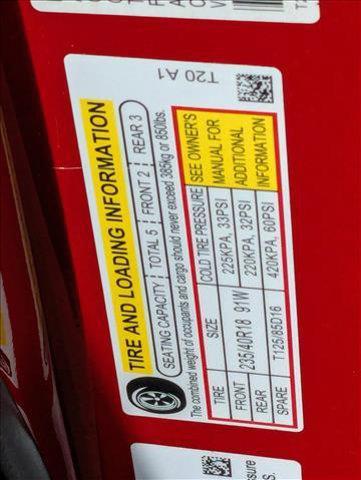 T20 A1
TIRE AND LOADING INFORMATION
SEATING CAPACITY TOTAL 5 FRONT 2 REAR 3
The combined weight of occupants and cargo should never exceed 385kg or 850lbs.
TIRE SIZE COLD TIRE PRESSURE SEE OWNER'S MANUAL FOR ADDITIONAL INFORMATION
FRONT 235/40R18 91W 225KPA, 33PSI
REAR 220KPA, 32PSI
SPARE T125/85D16 420KPA, 60PSI